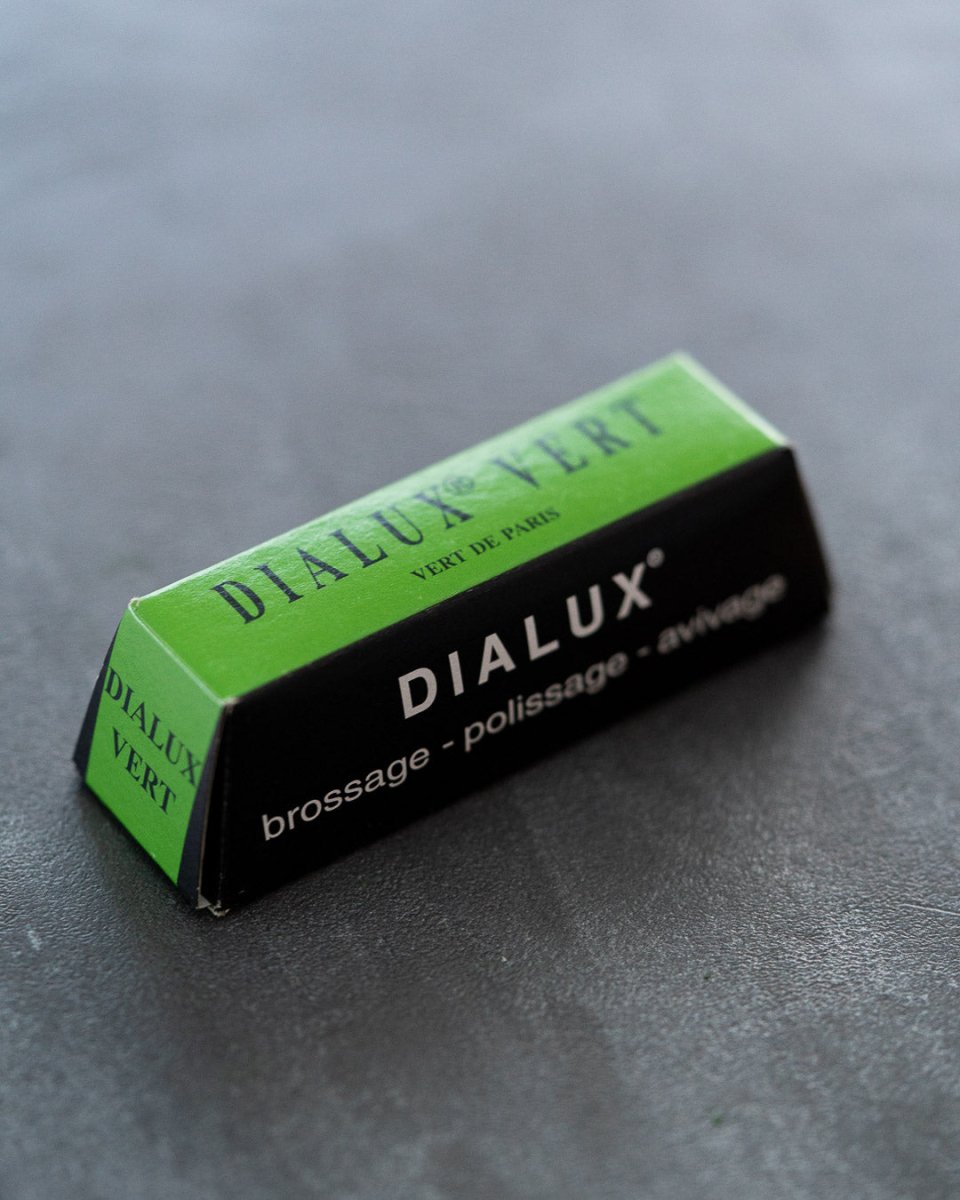 DIALUX® VERT
VERT DE PARIS
DIALUX°
brossage - polissage - avivage
DIALUX
VERT